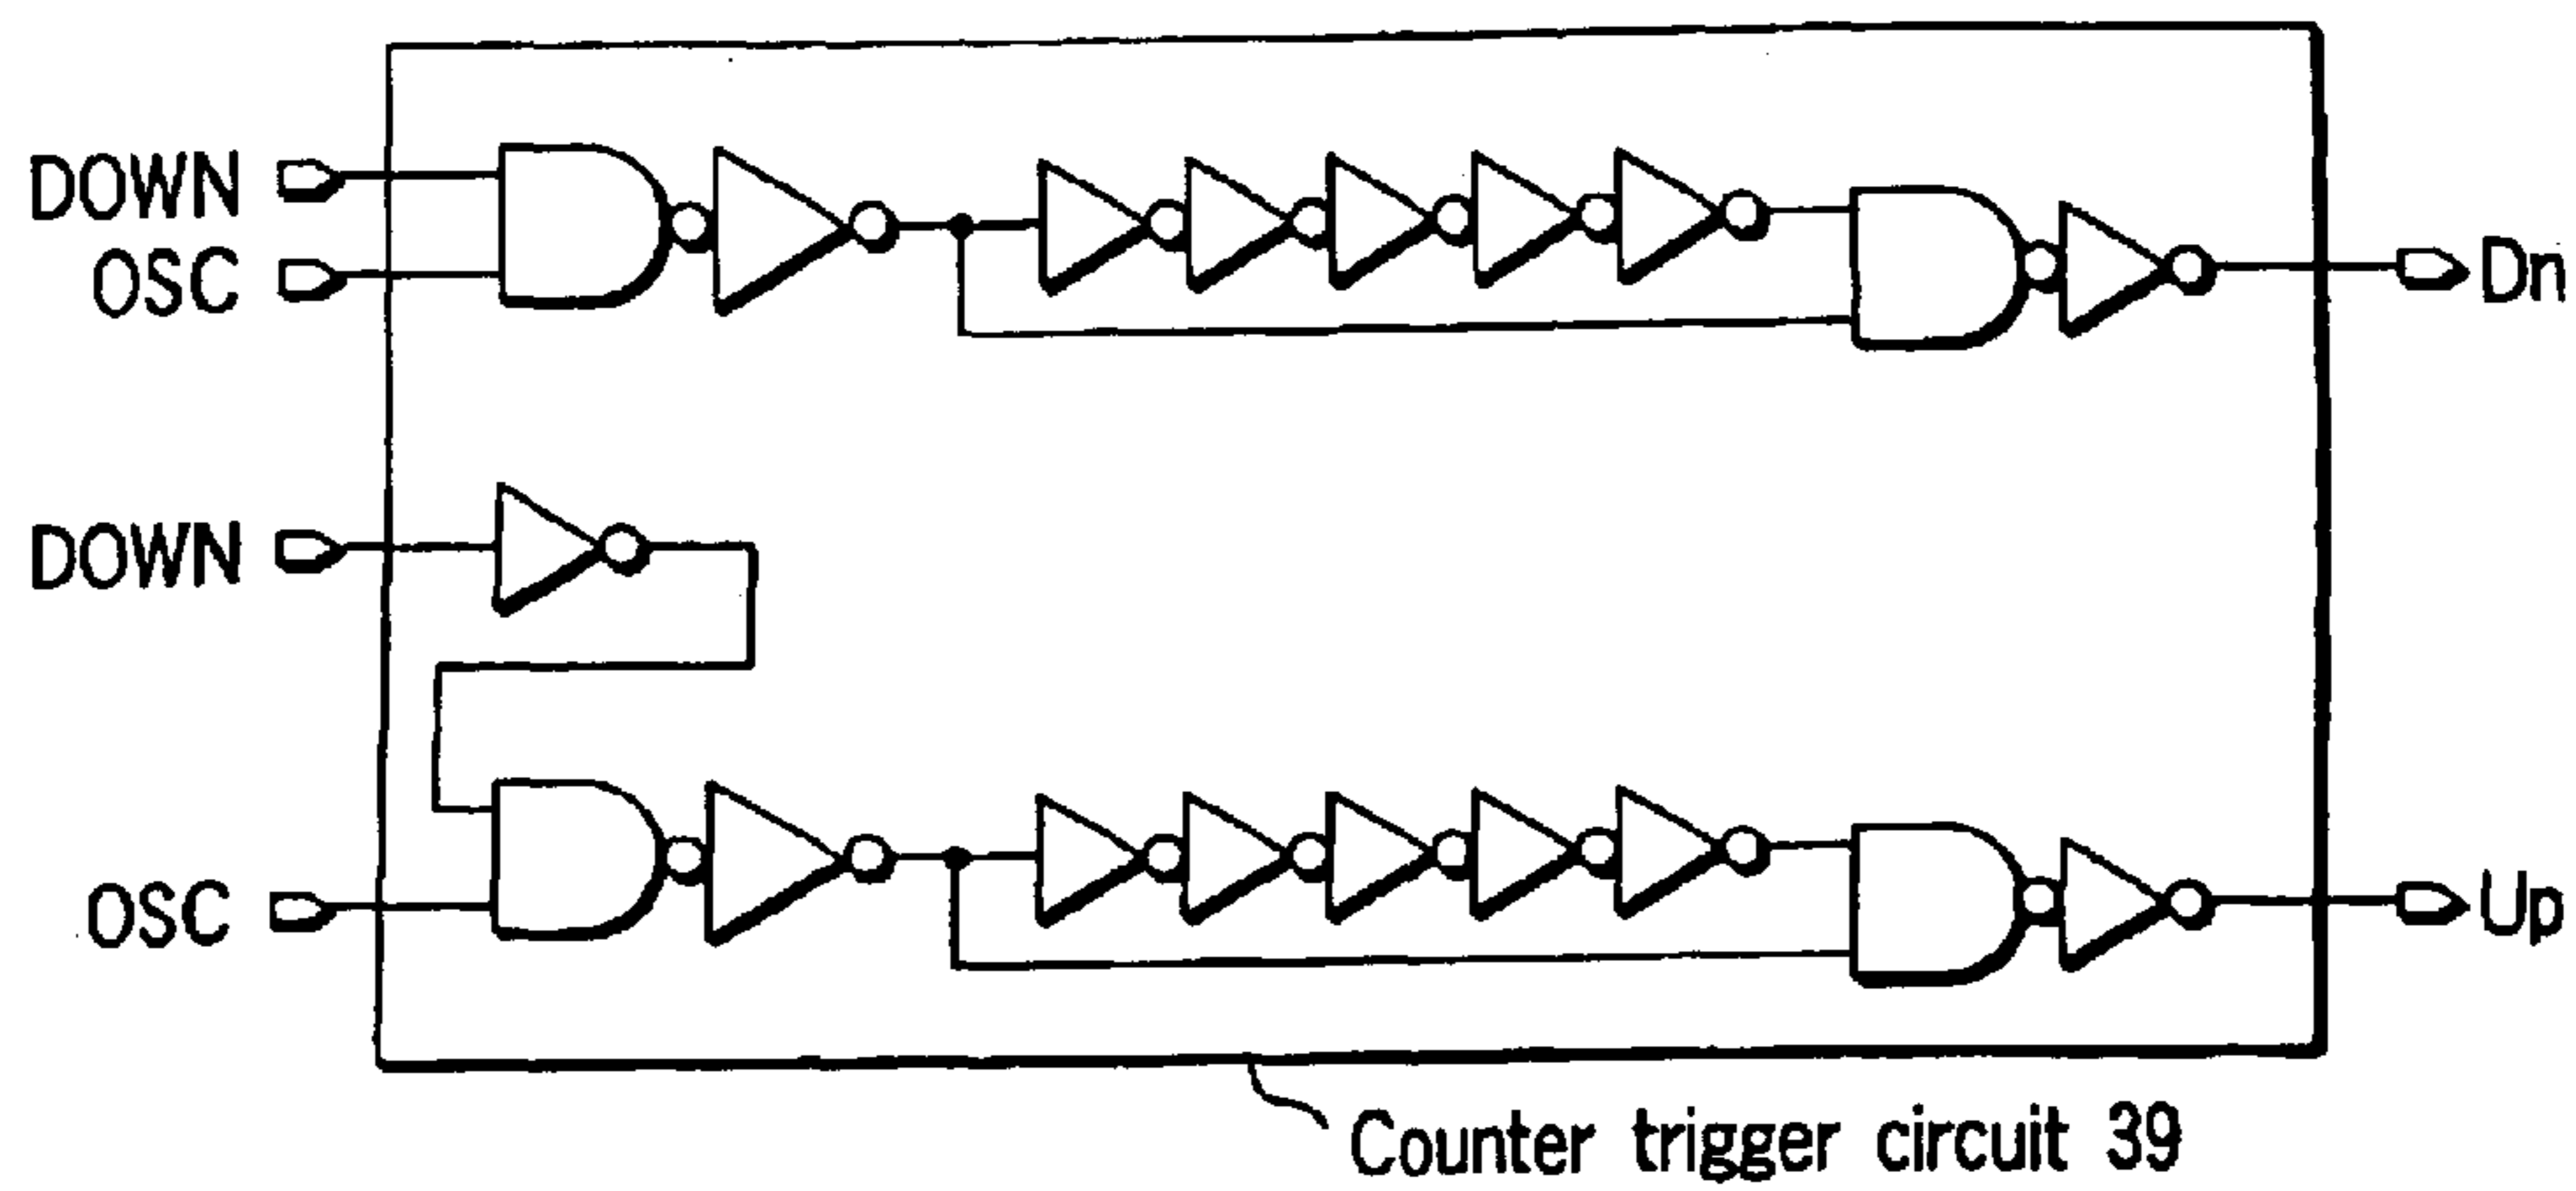 DOWN
OSC
Dn
DOWN
OSC
Up
Counter trigger circuit 39